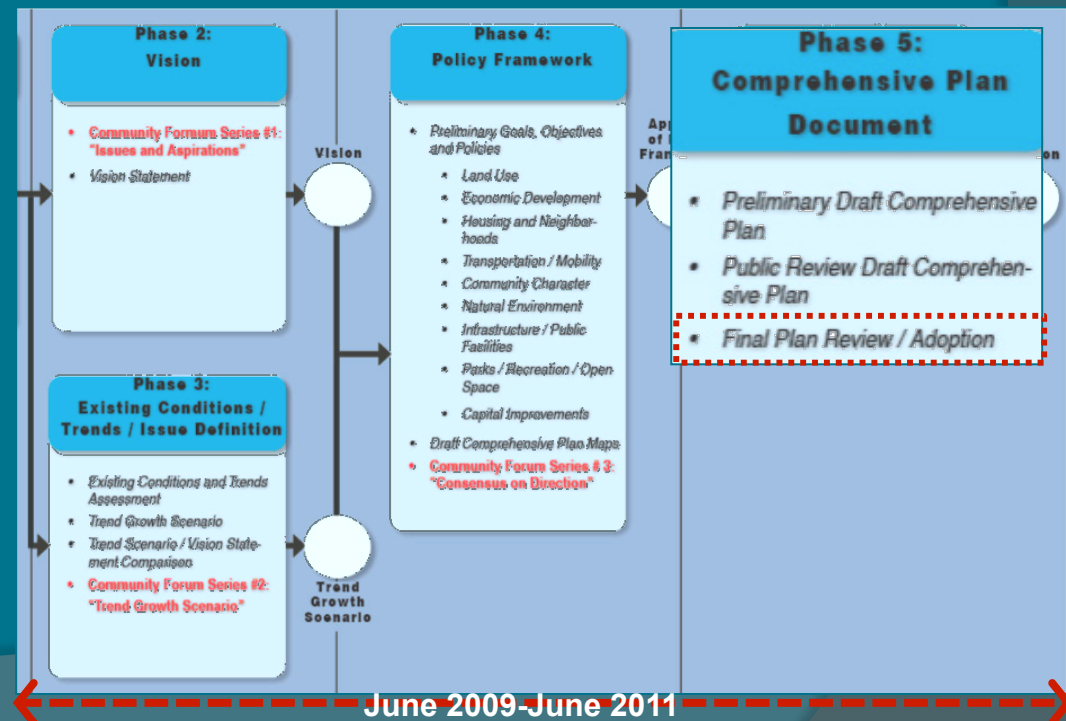 Phase 2:
Vision
• Community Formum Series #1:
"Issues and Aspirations"
• Vision Statement
Vision
Phase 3:
Existing Conditions /
Trends / Issue Definition
• Existing Conditions and Trends
Assessment
• Trend Growth Scenario
• Trend Scenario / Vision State-
ment Comparison
• Community Forum Series #2:
"Trend Growth Scenario"
Trend
Growth
Scenario
Phase 4:
Policy Framework
• Preliminary Goals, Objectives
and Policies
• Land Use
• Economic Development
• Housing and Neighbor-
hoods
• Transportation / Mobility
• Community Character
• Natural Environment
• Infrastructure / Public
Facilities
• Parks / Recreation / Open
Space
• Capital Improvements
• Draft Comprehensive Plan Maps
• Community Forum Series # 3:
"Consensus on Direction"
of
Phase 5:
Comprehensive Plan
Document
• Preliminary Draft Comprehensive
Plan
• Public Review Draft Comprehen-
sive Plan
• Final Plan Review / Adoption
June 2009-June 2011